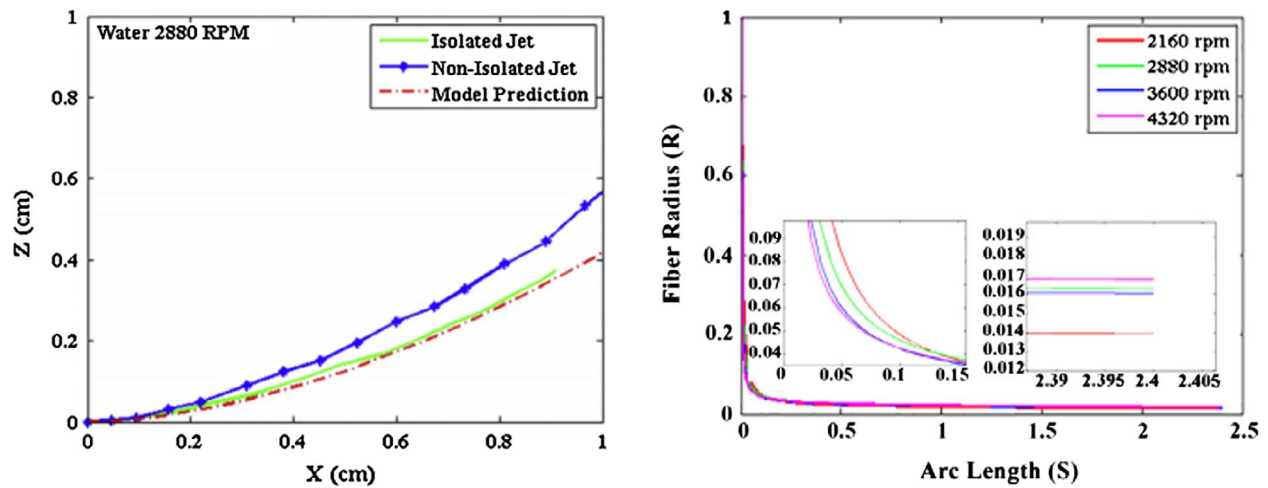 Water 2880 RPM
Isolated Jet
Non-Isolated Jet
Model Prediction
1
0.8
0.6
0.4
0.2
0
Z (cm)
0 0.2 0.4 0.6 0.8 1
X (cm)
2160 rpm
2880 rpm
3600 rpm
4320 rpm
1
0.8
0.6
0.4
0.2
0
Fiber Radius (R)
0.09
0.08
0.07
0.06
0.05
0.04
0 0.05 0.1 0.15
0.019
0.018
0.017
0.016
0.015
0.014
0.013
0.012
2.39 2.395 2.4 2.405
0 0.5 1 1.5 2 2.5
Arc Length (S)